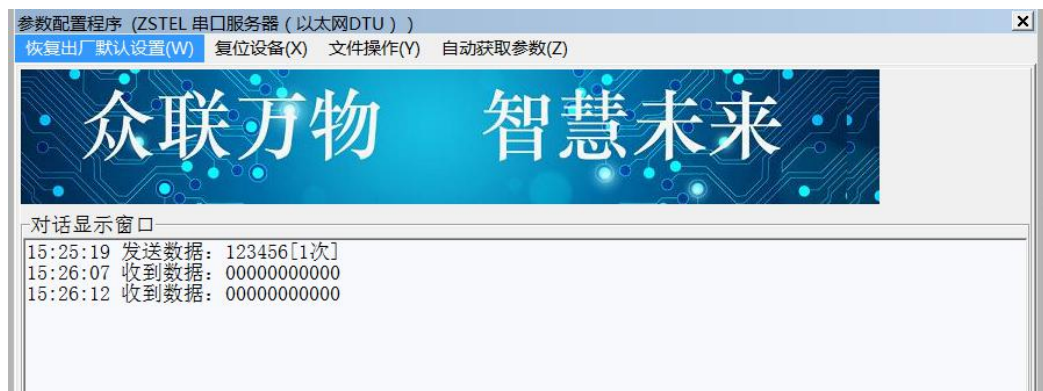 参数配置程序 (ZSTEL 串口服务器（以太网DTU）)
恢复出厂默认设置(W) 复位设备(X) 文件操作(Y) 自动获取参数(Z)
众联万物 智慧未来
对话显示窗口
15:25:19 发送数据: 123456[1次]
15:26:07 收到数据: 00000000000
15:26:12 收到数据: 00000000000